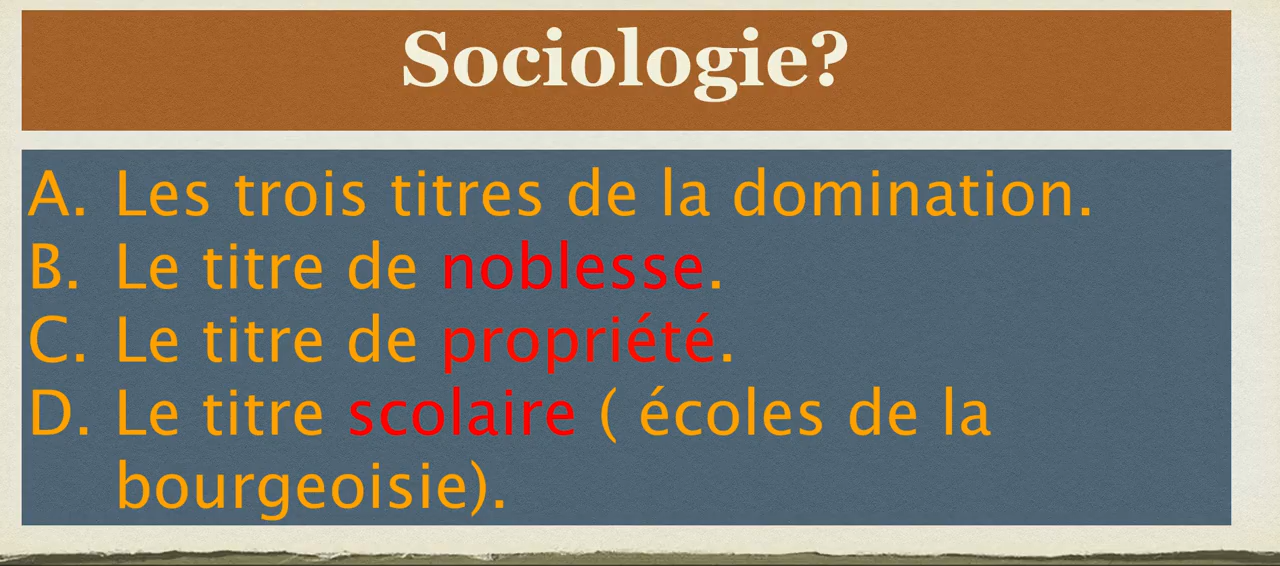 Sociologie?
A. Les trois titres de la domination.
B. Le titre de noblesse.
C. Le titre de propriété.
D. Le titre scolaire ( écoles de la
bourgeoisie).